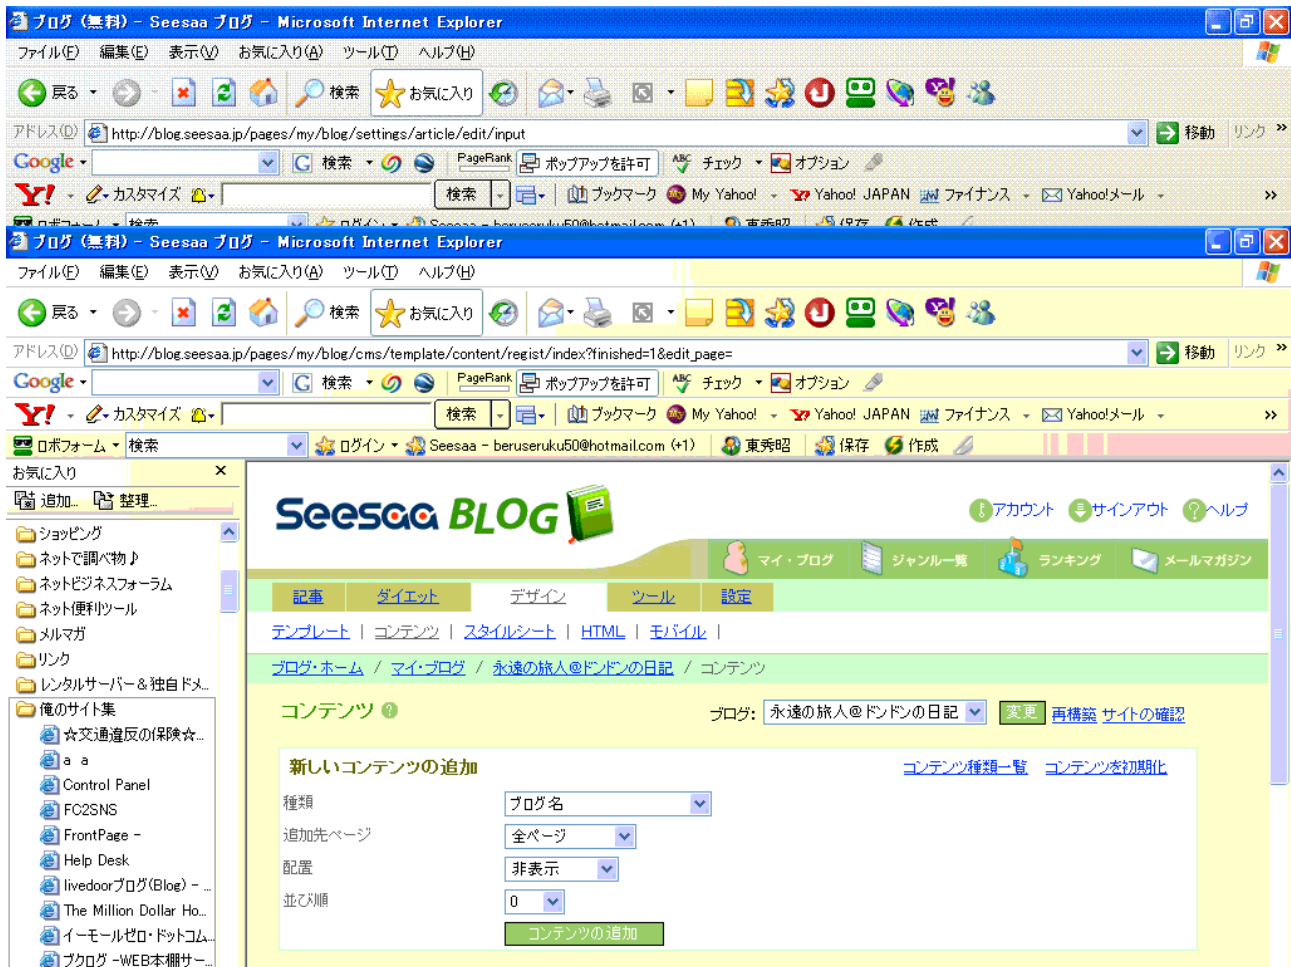 ブログ (無料) - Seesaa ブログ - Microsoft Internet Explorer
ファイル(F) 編集(E) 表示(V) お気に入り(A) ツール(T) ヘルプ(H)
戻る 検索 お気に入り
アドレス(D) http://blog.seesaa.jp/pages/my/blog/settings/article/edit/input 移動 リンク »
Google 検索 PageRank ポップアップを許可 ABC チェック オプション
Y! カスタマイズ 検索 ブックマーク My Yahoo! Yahoo! JAPAN ファイナンス Yahoo!メール »
ロボフォーム 検索 ログイン Seesaa - beruseruku50@hotmail.com (+1) 東秀昭 保存 作成
ブログ (無料) - Seesaa ブログ - Microsoft Internet Explorer
ファイル(F) 編集(E) 表示(V) お気に入り(A) ツール(T) ヘルプ(H)
戻る 検索 お気に入り
アドレス(D) http://blog.seesaa.jp/pages/my/blog/cms/template/content/regist/index?finished=1&edit_page= 移動 リンク »
Google 検索 PageRank ポップアップを許可 ABC チェック オプション
Y! カスタマイズ 検索 ブックマーク My Yahoo! Yahoo! JAPAN ファイナンス Yahoo!メール »
ロボフォーム 検索 ログイン Seesaa - beruseruku50@hotmail.com (+1) 東秀昭 保存 作成
お気に入り ×
追加... 整理...
ショッピング
ネットで調べ物♪
ネットビジネスフォーラム
ネット便利ツール
メルマガ
リンク
レンタルサーバー＆独自ドメ...
俺のサイト集
☆交通違反の保険☆...
a a
Control Panel
FC2SNS
FrontPage -
Help Desk
livedoorブログ(Blog) - ...
The Million Dollar Ho...
イーモールゼロ・ドットコム...
ブクログ -WEB本棚サー...
Seesaa BLOG
アカウント サインアウト ヘルプ
マイ・ブログ ジャンル一覧 ランキング メールマガジン
記事 ダイエット デザイン ツール 設定
テンプレート | コンテンツ | スタイルシート | HTML | モバイル |
ブログ・ホーム / マイ・ブログ / 永遠の旅人@ドンドンの日記 / コンテンツ
コンテンツ ブログ: 永遠の旅人@ドンドンの日記 変更 再構築 サイトの確認
新しいコンテンツの追加 コンテンツ種類一覧 コンテンツを初期化
種類 ブログ名
追加先ページ 全ページ
配置 非表示
並び順 0
コンテンツの追加